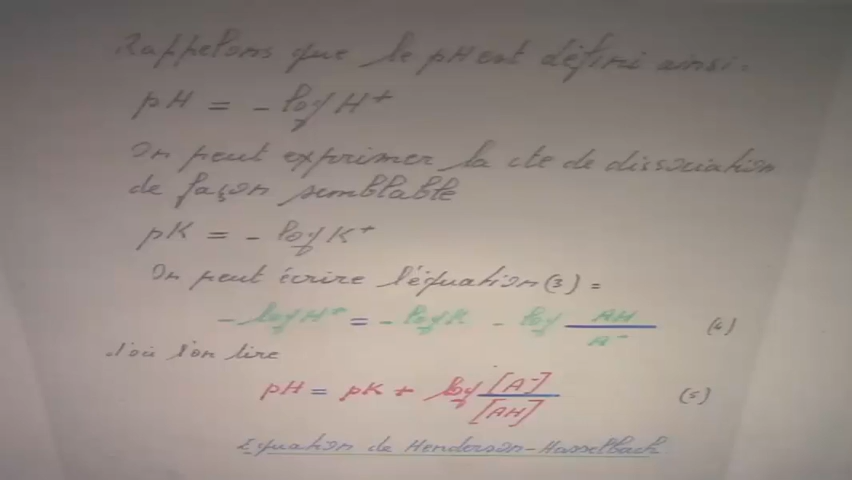 Rappelons que le pH est défini ainsi.
pH = - log H+
On peut exprimer la cte de dissociation
de façon semblable
pK = - log K+
On peut écrire l'équation (3) =
- log H+ = - log K - log AH / A- (4)
d'où l'on tire
pH = pK + log [A-] / [AH] (5)
Equation de Henderson-Hasselbach